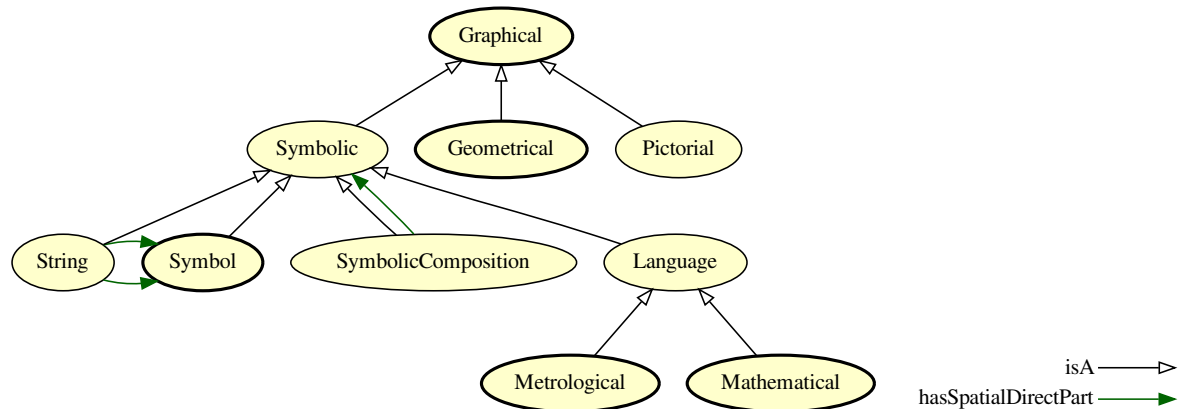 Graphical
Symbolic
Geometrical
Pictorial
String
Symbol
SymbolicComposition
Language
Metrological
Mathematical
isA
hasSpatialDirectPart